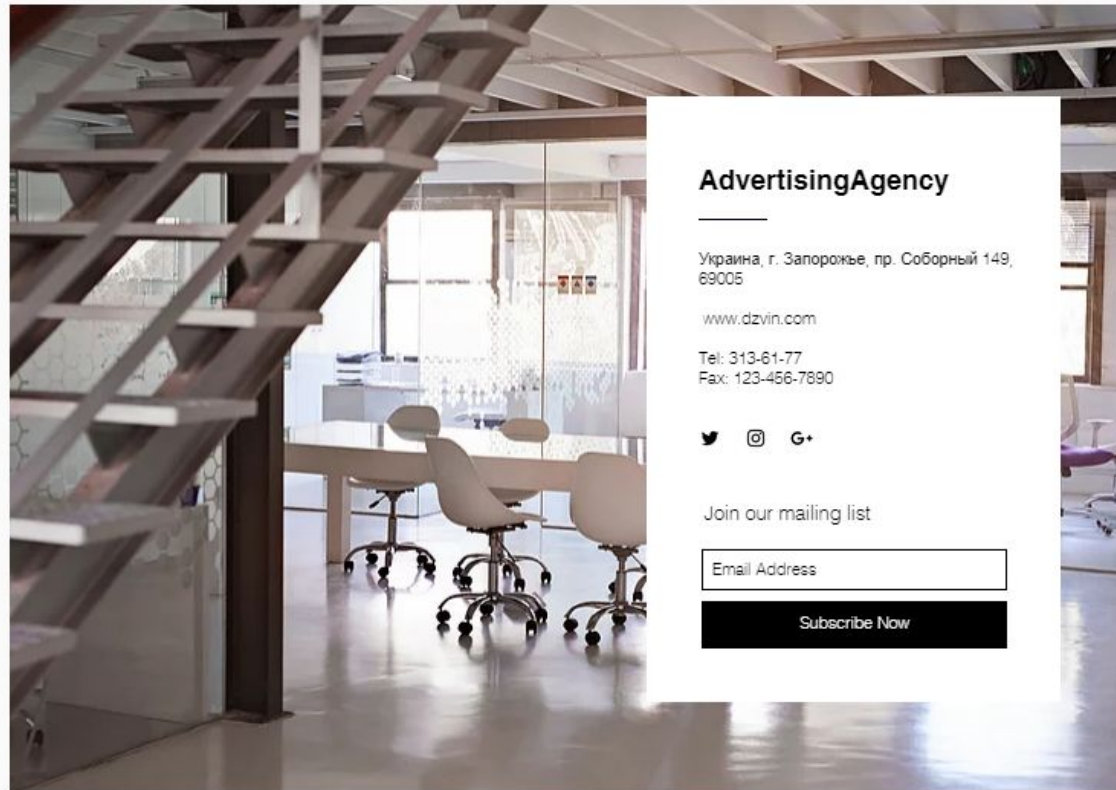 AdvertisingAgency
Украина, г. Запорожье, пр. Соборный 149,
69005
www.dzvin.com
Tel: 313-61-77
Fax: 123-456-7890
G+
Join our mailing list
Email Address
Subscribe Now